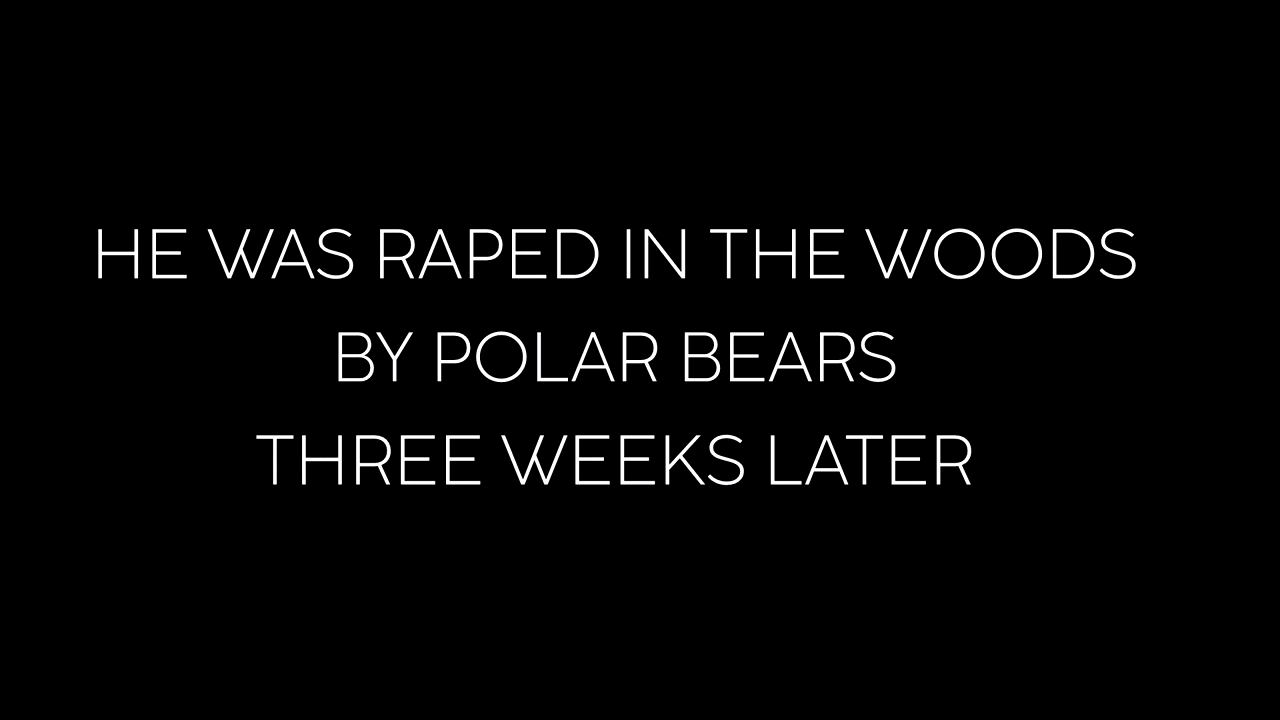 HE WAS RAPED IN THE WOODS
BY POLAR BEARS
THREE WEEKS LATER